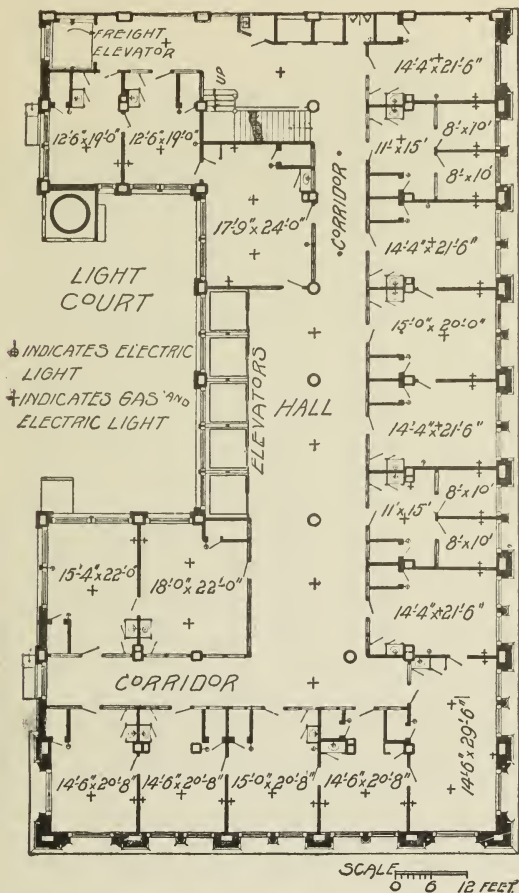 FREIGHT
ELEVATOR
UP
14'-4"x21'-6"
12'-6"x19'-0"
12'-6"x19'-0"
11'x15'
8'x10'
8'x10'
CORRIDOR
17'-9"x24'-0"
14'-4"x21'-6"
LIGHT
COURT
15'-0"x20'-0"
INDICATES ELECTRIC
LIGHT
INDICATES GAS AND
ELECTRIC LIGHT
ELEVATORS
HALL
14'-4"x21'-6"
8'x10'
11'x15'
8'x10'
15'-4"x22'-0"
18'-0"x22'-0"
14'-4"x21'-6"
CORRIDOR
14'-6"x29'-6"
14'-6"x20'-8"
14'-6"x20'-8"
15'-0"x20'-8"
14'-6"x20'-8"
SCALE
0 6 12 FEET